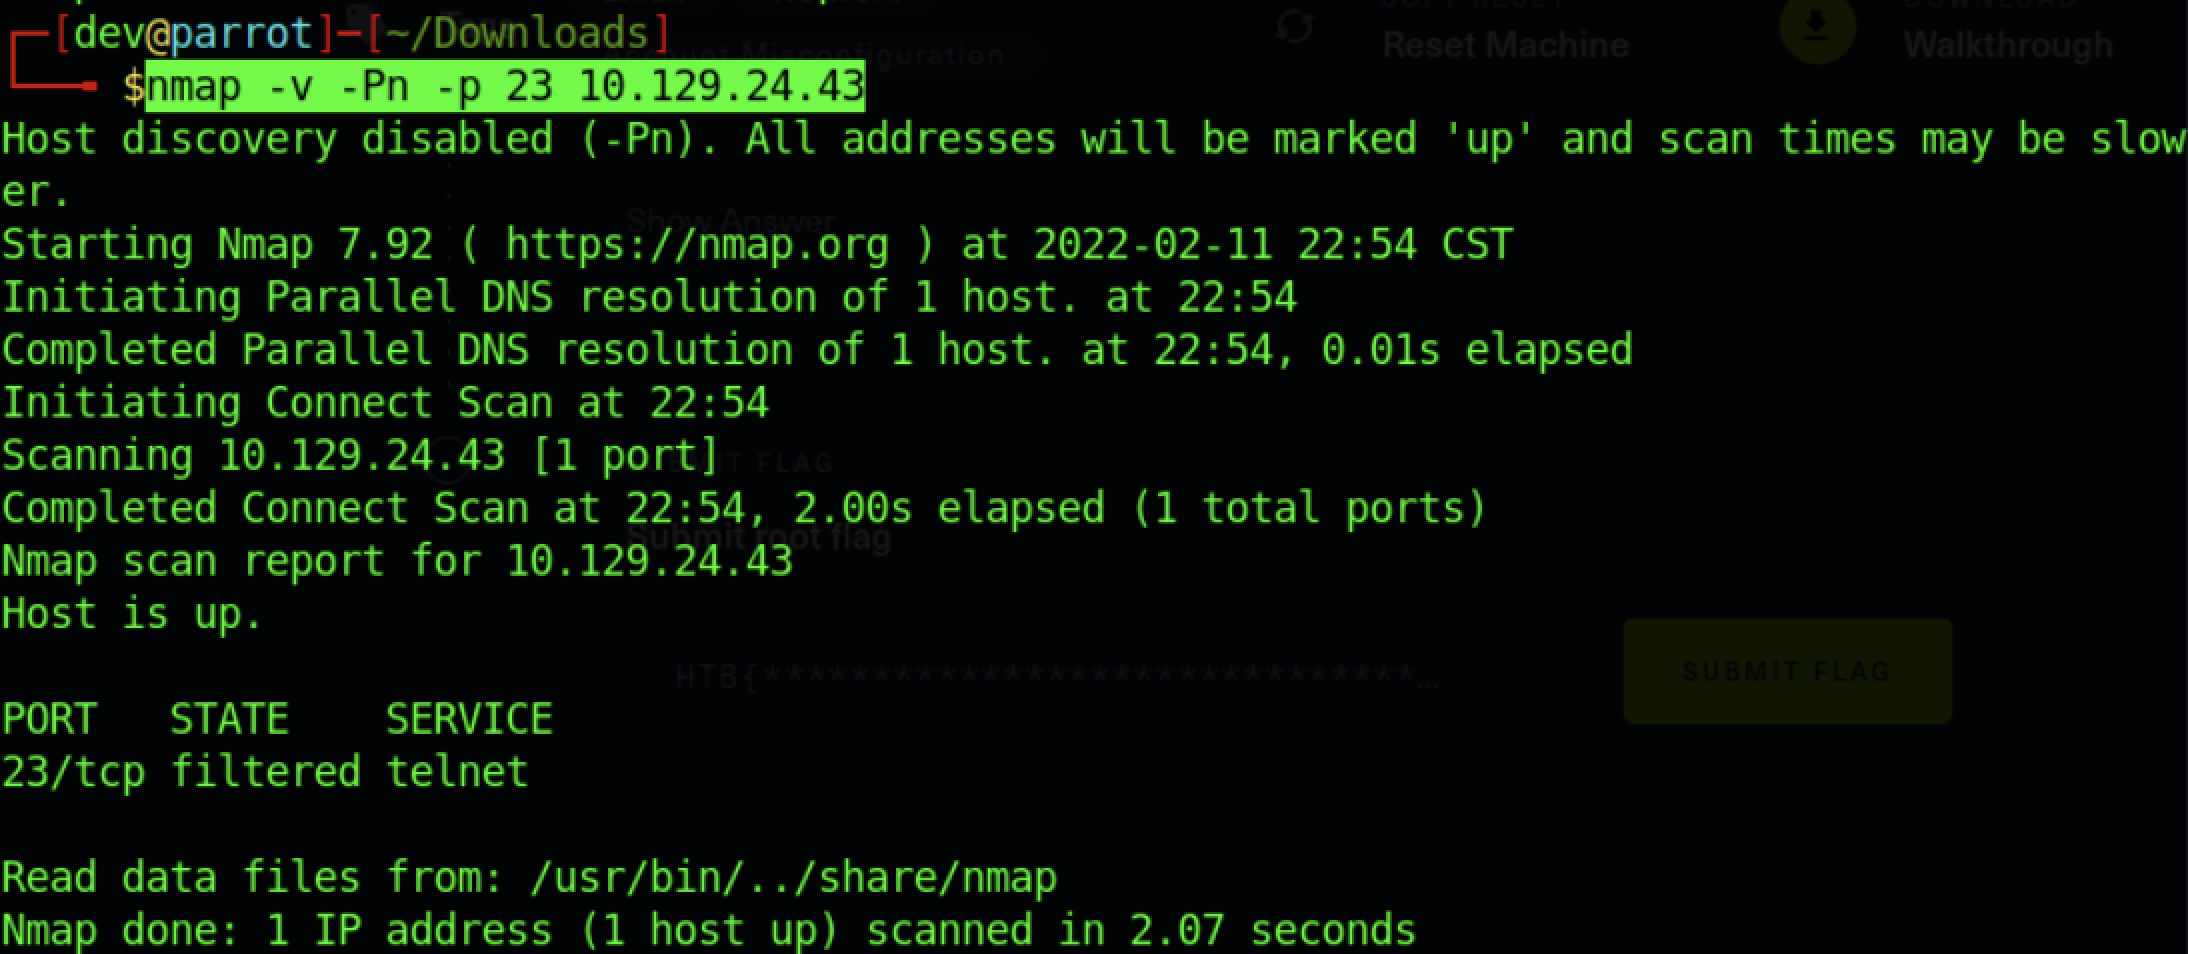 [dev@parrot]-[~/Downloads]
Reset Machine
Walkthrough
$nmap -v -Pn -p 23 10.129.24.43
Host discovery disabled (-Pn). All addresses will be marked 'up' and scan times may be slow
er.
Show Answer
Starting Nmap 7.92 ( https://nmap.org ) at 2022-02-11 22:54 CST
Initiating Parallel DNS resolution of 1 host. at 22:54
Completed Parallel DNS resolution of 1 host. at 22:54, 0.01s elapsed
Initiating Connect Scan at 22:54
Scanning 10.129.24.43 [1 port]
FLAG
Completed Connect Scan at 22:54, 2.00s elapsed (1 total ports)
Submit root flag
Nmap scan report for 10.129.24.43
Host is up.
HTB{******************************…
SUBMIT FLAG
PORT   STATE    SERVICE
23/tcp filtered telnet
Read data files from: /usr/bin/../share/nmap
Nmap done: 1 IP address (1 host up) scanned in 2.07 seconds